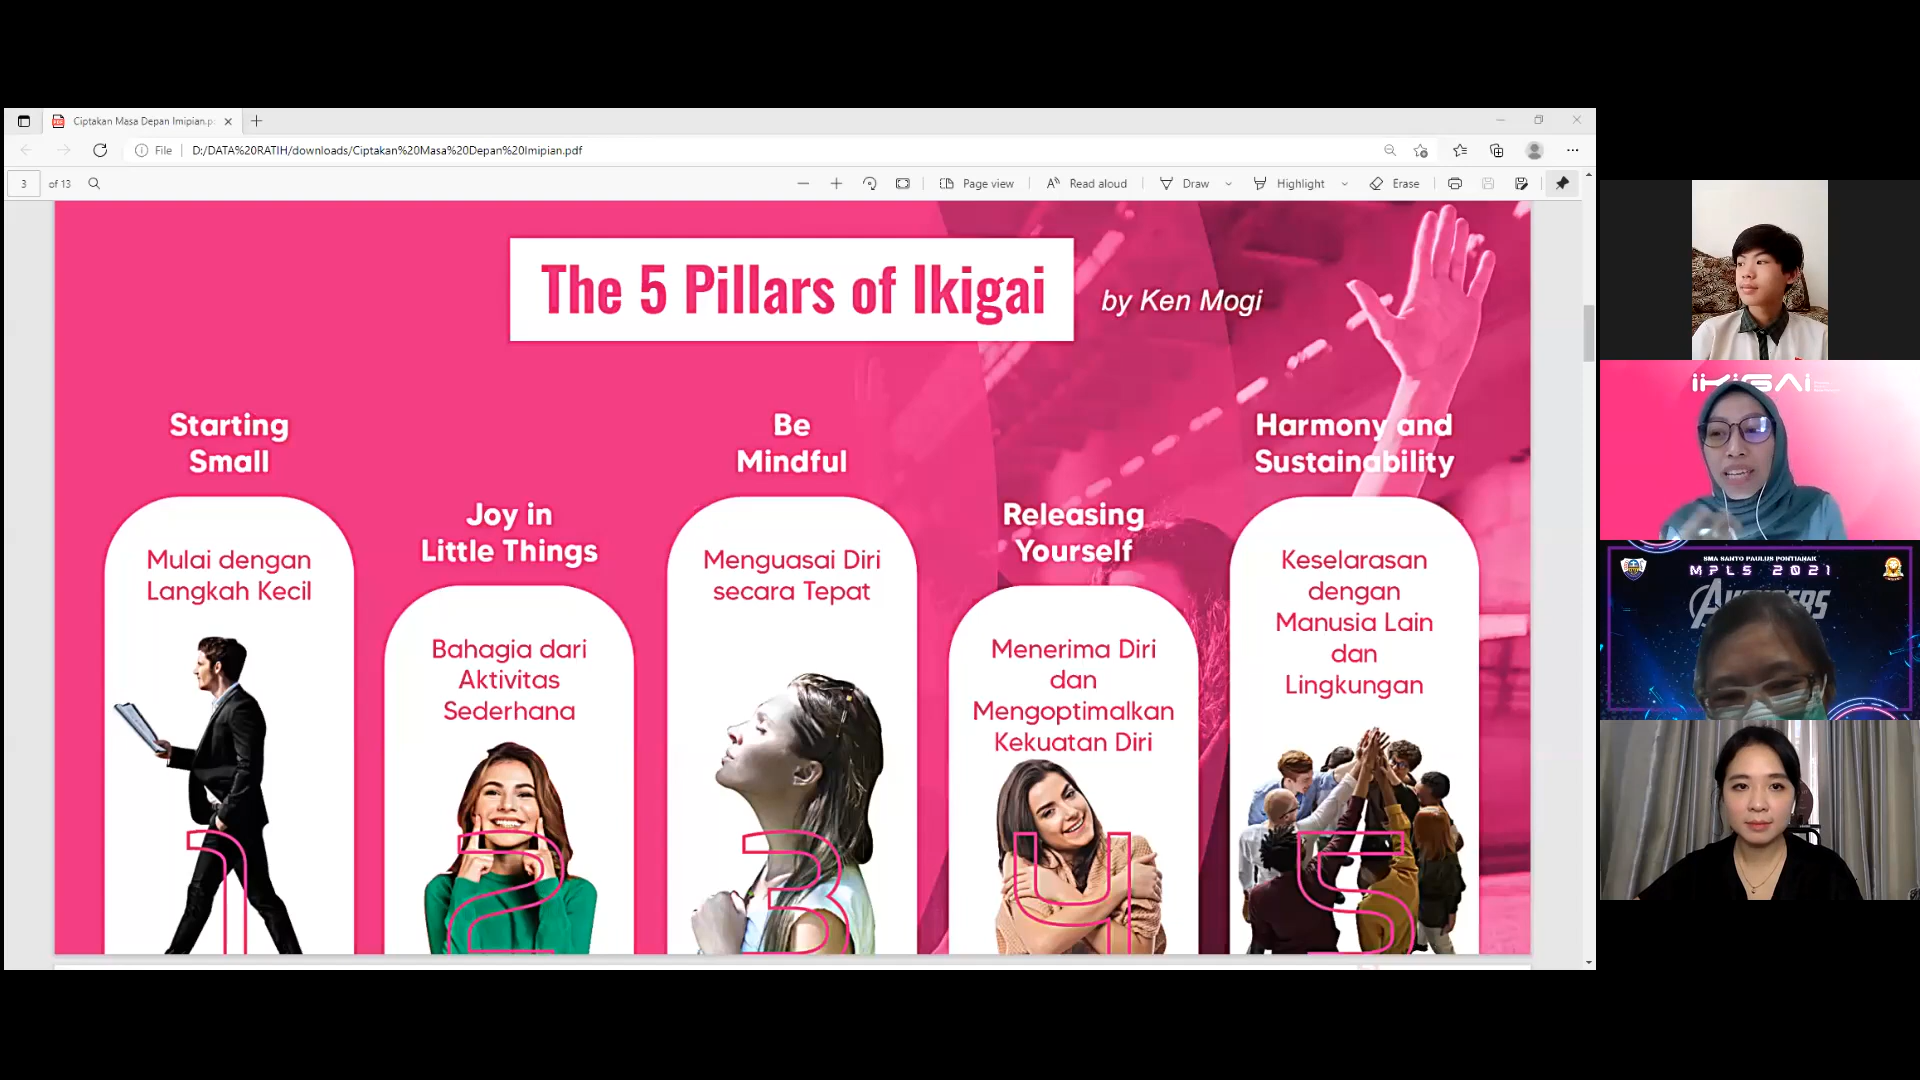 Ciptakan Masa Depan Imipian.p
File
D:/DATA%20RATIH/downloads/Ciptakan%20Masa%20Depan%20Imipian.pdf
3 of 13
Page view
Read aloud
Draw
Highlight
Erase
The 5 Pillars of Ikigai
by Ken Mogi
Starting
Small
Mulai dengan
Langkah Kecil
1
Joy in
Little Things
Bahagia dari
Aktivitas
Sederhana
2
Be
Mindful
Menguasai Diri
secara Tepat
3
Releasing
Yourself
Menerima Diri
dan
Mengoptimalkan
Kekuatan Diri
4
Harmony and
Sustainability
Keselarasan
dengan
Manusia Lain
dan
Lingkungan
5
iKiGAi
SMA SANTO PAULUS PONTIANAK
MPLS 2021